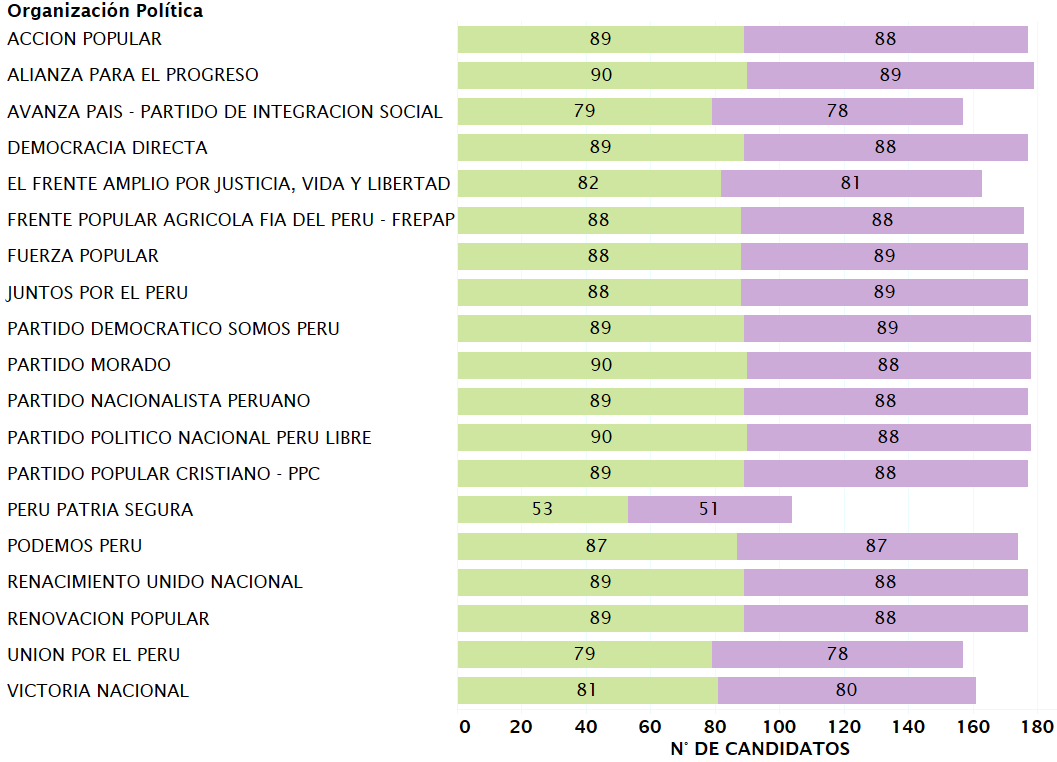 Organización Política
ACCION POPULAR 89 88
ALIANZA PARA EL PROGRESO 90 89
AVANZA PAIS - PARTIDO DE INTEGRACION SOCIAL 79 78
DEMOCRACIA DIRECTA 89 88
EL FRENTE AMPLIO POR JUSTICIA, VIDA Y LIBERTAD 82 81
FRENTE POPULAR AGRICOLA FIA DEL PERU - FREPAP 88 88
FUERZA POPULAR 88 89
JUNTOS POR EL PERU 88 89
PARTIDO DEMOCRATICO SOMOS PERU 89 89
PARTIDO MORADO 90 88
PARTIDO NACIONALISTA PERUANO 89 88
PARTIDO POLITICO NACIONAL PERU LIBRE 90 88
PARTIDO POPULAR CRISTIANO - PPC 89 88
PERU PATRIA SEGURA 53 51
PODEMOS PERU 87 87
RENACIMIENTO UNIDO NACIONAL 89 88
RENOVACION POPULAR 89 88
UNION POR EL PERU 79 78
VICTORIA NACIONAL 81 80
0 20 40 60 80 100 120 140 160 180
N° DE CANDIDATOS